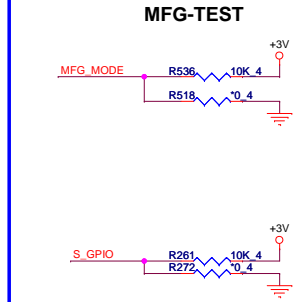 MFG-TEST
+3V
MFG_MODE R536 10K_4
R518 *0_4
+3V
S_GPIO R261 10K_4
R272 *0_4